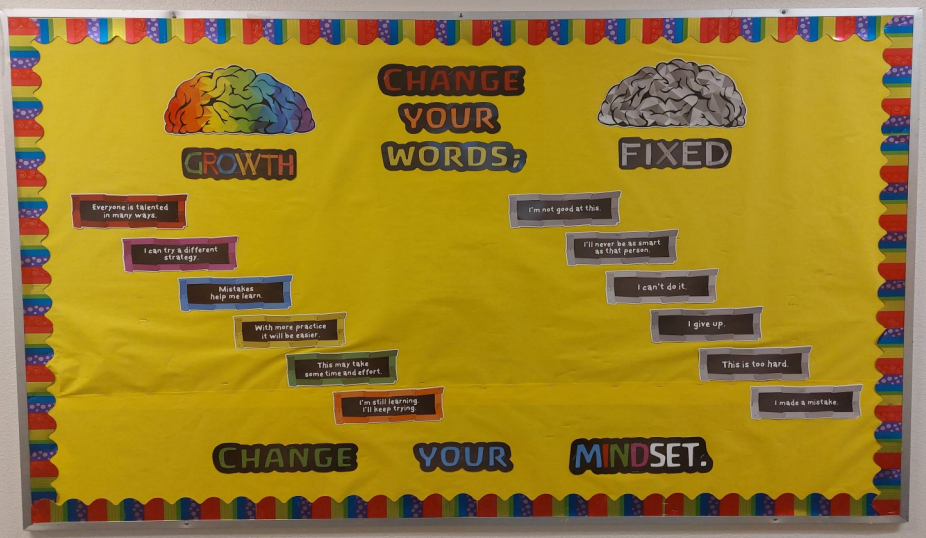 CHANGE
YOUR
WORDS;
GROWTH
Everyone is talented
in many ways.
I can try a different
strategy.
Mistakes
help me learn.
With more practice
it will be easier.
This may take
some time and effort.
I'm still learning.
I'll keep trying.
FIXED
I'm not good at this.
I'll never be as smart
as that person.
I can't do it.
I give up.
This is too hard.
I made a mistake.
CHANGE YOUR MINDSET.